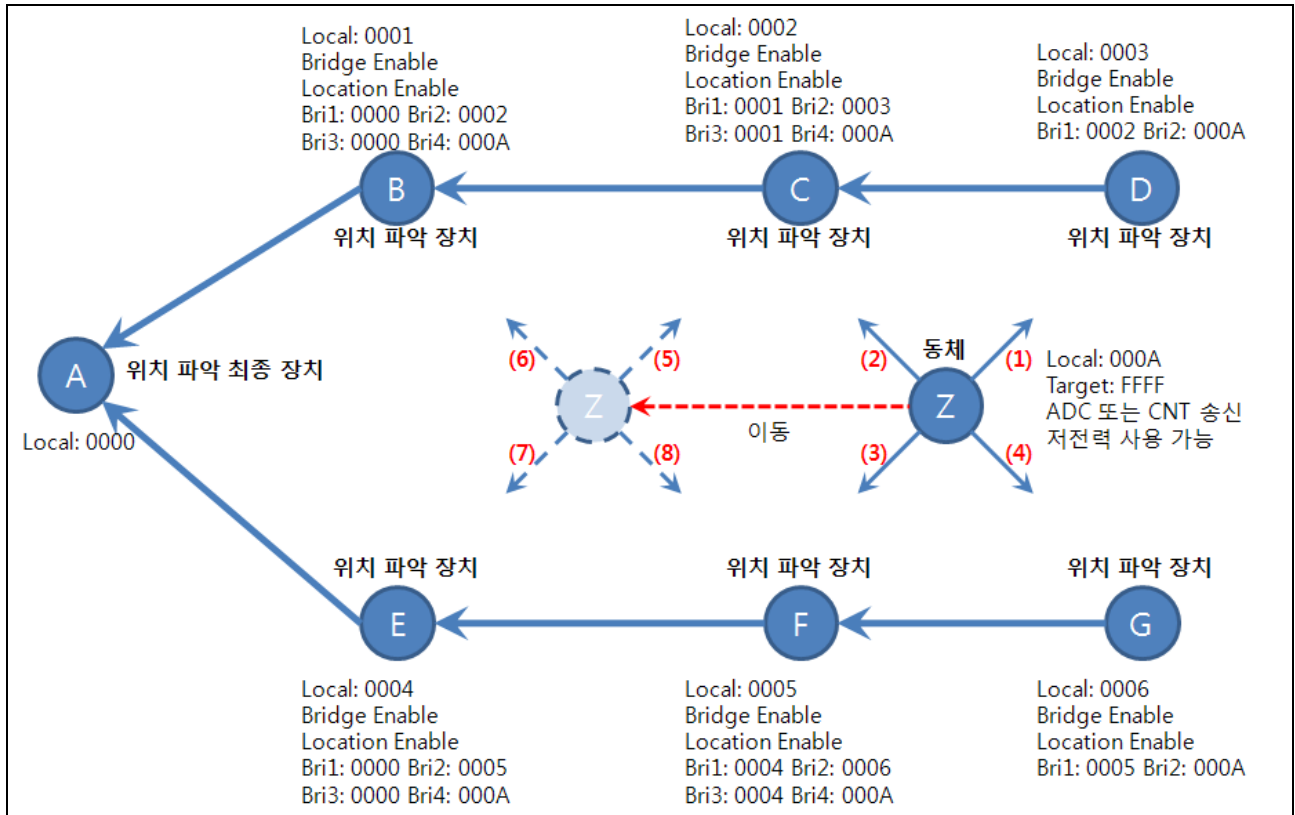 Local: 0001
Bridge Enable
Location Enable
Bri1: 0000 Bri2: 0002
Bri3: 0000 Bri4: 000A
Local: 0002
Bridge Enable
Location Enable
Bri1: 0001 Bri2: 0003
Bri3: 0001 Bri4: 000A
Local: 0003
Bridge Enable
Location Enable
Bri1: 0002 Bri2: 000A
B
C
D
위치 파악 장치
위치 파악 장치
위치 파악 장치
A
위치 파악 최종 장치
Local: 0000
(6)
(5)
Z
(7)
(8)
이동
동체
(2)
(1)
Z
(3)
(4)
Local: 000A
Target: FFFF
ADC 또는 CNT 송신
저전력 사용 가능
위치 파악 장치
위치 파악 장치
위치 파악 장치
E
F
G
Local: 0004
Bridge Enable
Location Enable
Bri1: 0000 Bri2: 0005
Bri3: 0000 Bri4: 000A
Local: 0005
Bridge Enable
Location Enable
Bri1: 0004 Bri2: 0006
Bri3: 0004 Bri4: 000A
Local: 0006
Bridge Enable
Location Enable
Bri1: 0005 Bri2: 000A